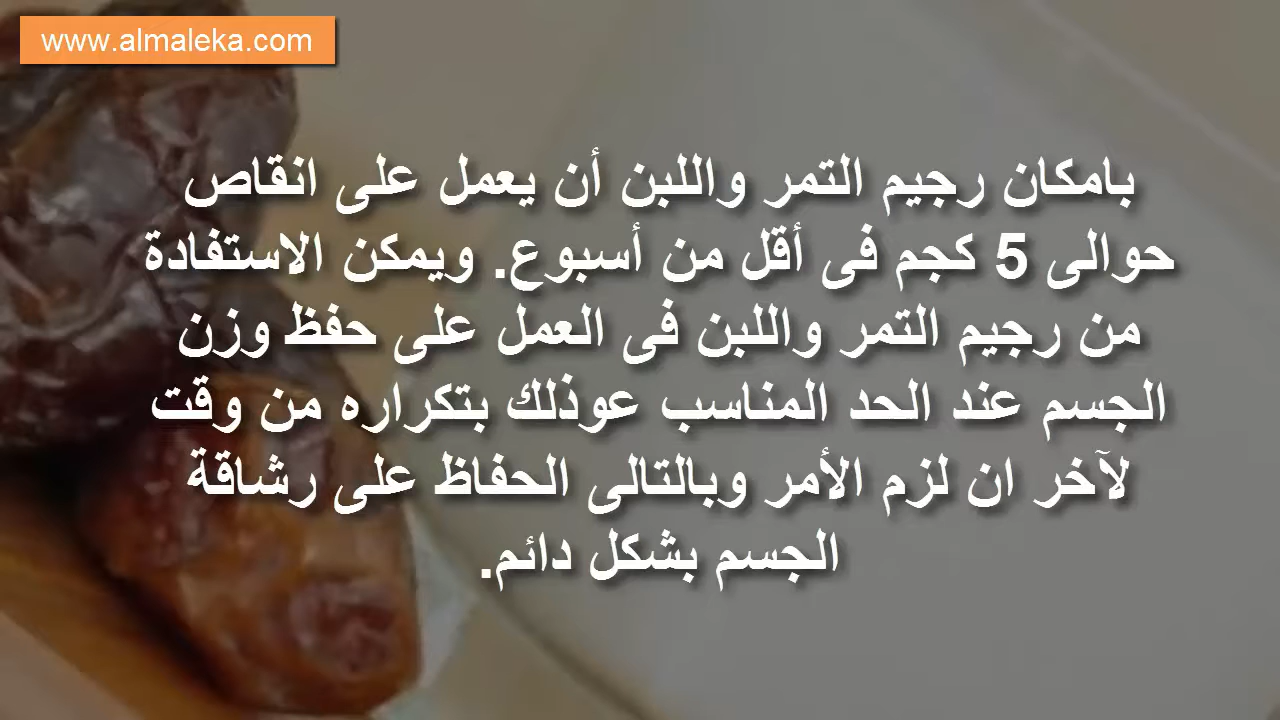 www.almaleka.com
بامكان رجيم التمر واللبن أن يعمل على انقاص
حوالى 5 كجم فى أقل من أسبوع. ويمكن الاستفادة
من رجيم التمر واللبن فى العمل على حفظ وزن
الجسم عند الحد المناسب عوذلك بتكراره من وقت
لآخر ان لزم الأمر وبالتالى الحفاظ على رشاقة
الجسم بشكل دائم.